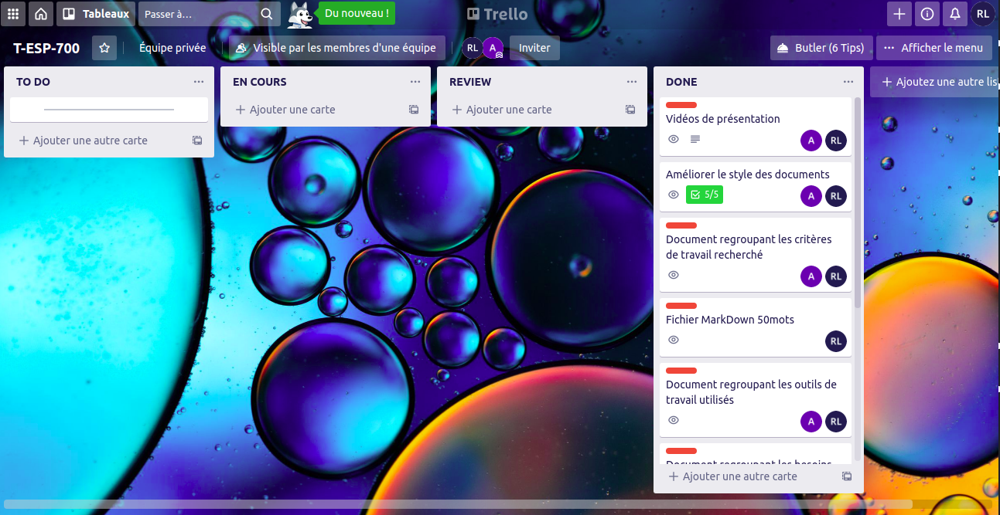 Tableaux
Passer à...
Du nouveau !
Trello
RL
T-ESP-700
Équipe privée
Visible par les membres d'une équipe
RL
A
Inviter
Butler (6 Tips)
Afficher le menu
TO DO
Ajouter une autre carte
EN COURS
Ajouter une carte
REVIEW
Ajouter une carte
DONE
Vidéos de présentation
A RL
Améliorer le style des documents
5/5
A RL
Document regroupant les critères
de travail recherché
A RL
Fichier MarkDown 50mots
RL
Document regroupant les outils de
travail utilisés
A RL
Document regroupant les besoins
Ajouter une autre carte
Ajoutez une autre lis